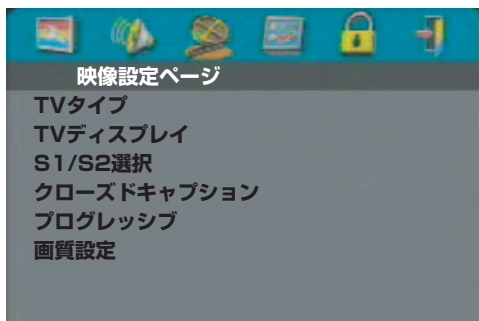 映像設定ページ
TVタイプ
TVディスプレイ
S1/S2選択
クローズドキャプション
プログレッシブ
画質設定